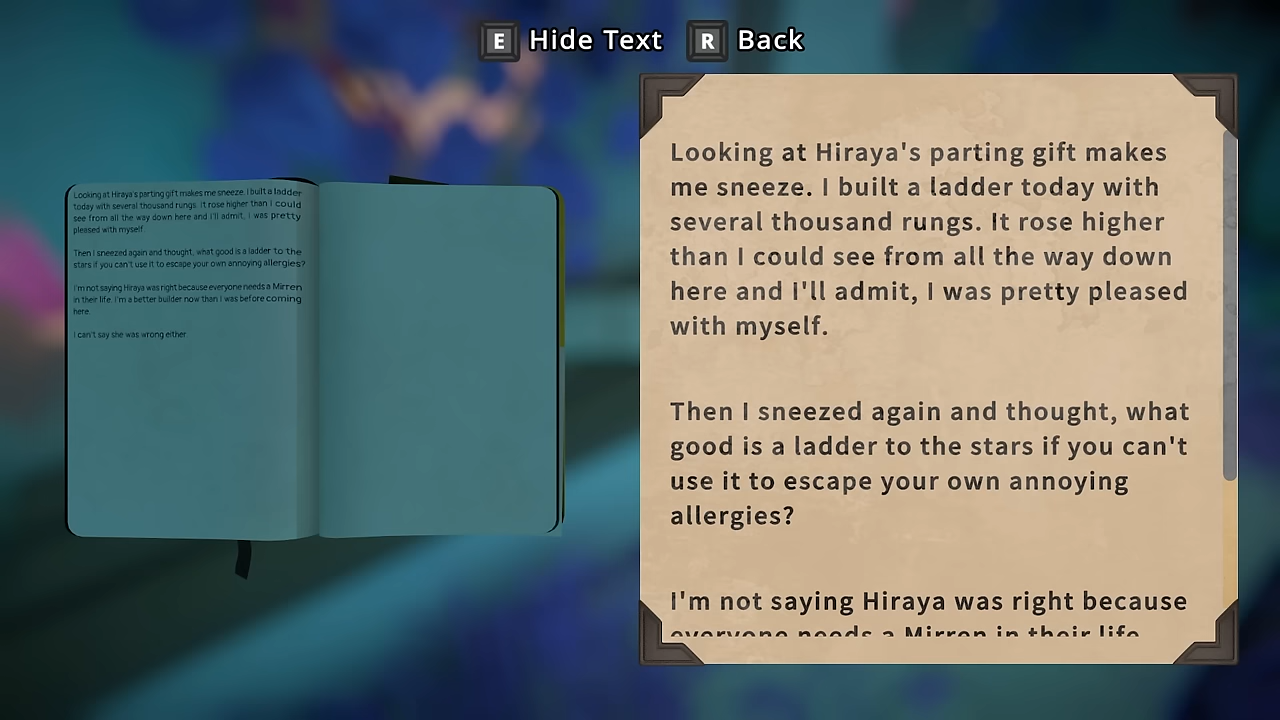 E Hide Text R Back
Looking at Hiraya's parting gift makes me sneeze. I built a ladder
today with several thousand rungs. It rose higher than I could
see from all the way down here and I'll admit, I was pretty
pleased with myself.
Then I sneezed again and thought, what good is a ladder to the
stars if you can't use it to escape your own annoying allergies?
I'm not saying Hiraya was right because everyone needs a Mirren
in their life. I'm a better builder now than I was before coming
here.
I can't say she was wrong either
Looking at Hiraya's parting gift makes
me sneeze. I built a ladder today with
several thousand rungs. It rose higher
than I could see from all the way down
here and I'll admit, I was pretty pleased
with myself.
Then I sneezed again and thought, what
good is a ladder to the stars if you can't
use it to escape your own annoying
allergies?
I'm not saying Hiraya was right because
everyone needs a Mirren in their life.